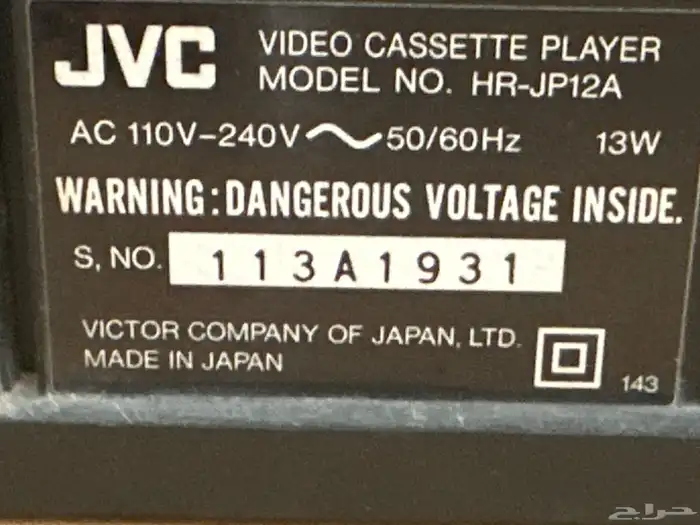 JVC VIDEO CASSETTE PLAYER
MODEL NO. HR-JP12A
AC 110V-240V∼50/60Hz 13W
WARNING:DANGEROUS VOLTAGE INSIDE.
S, NO. 113A1931
VICTOR COMPANY OF JAPAN, LTD.
MADE IN JAPAN
143
حراج